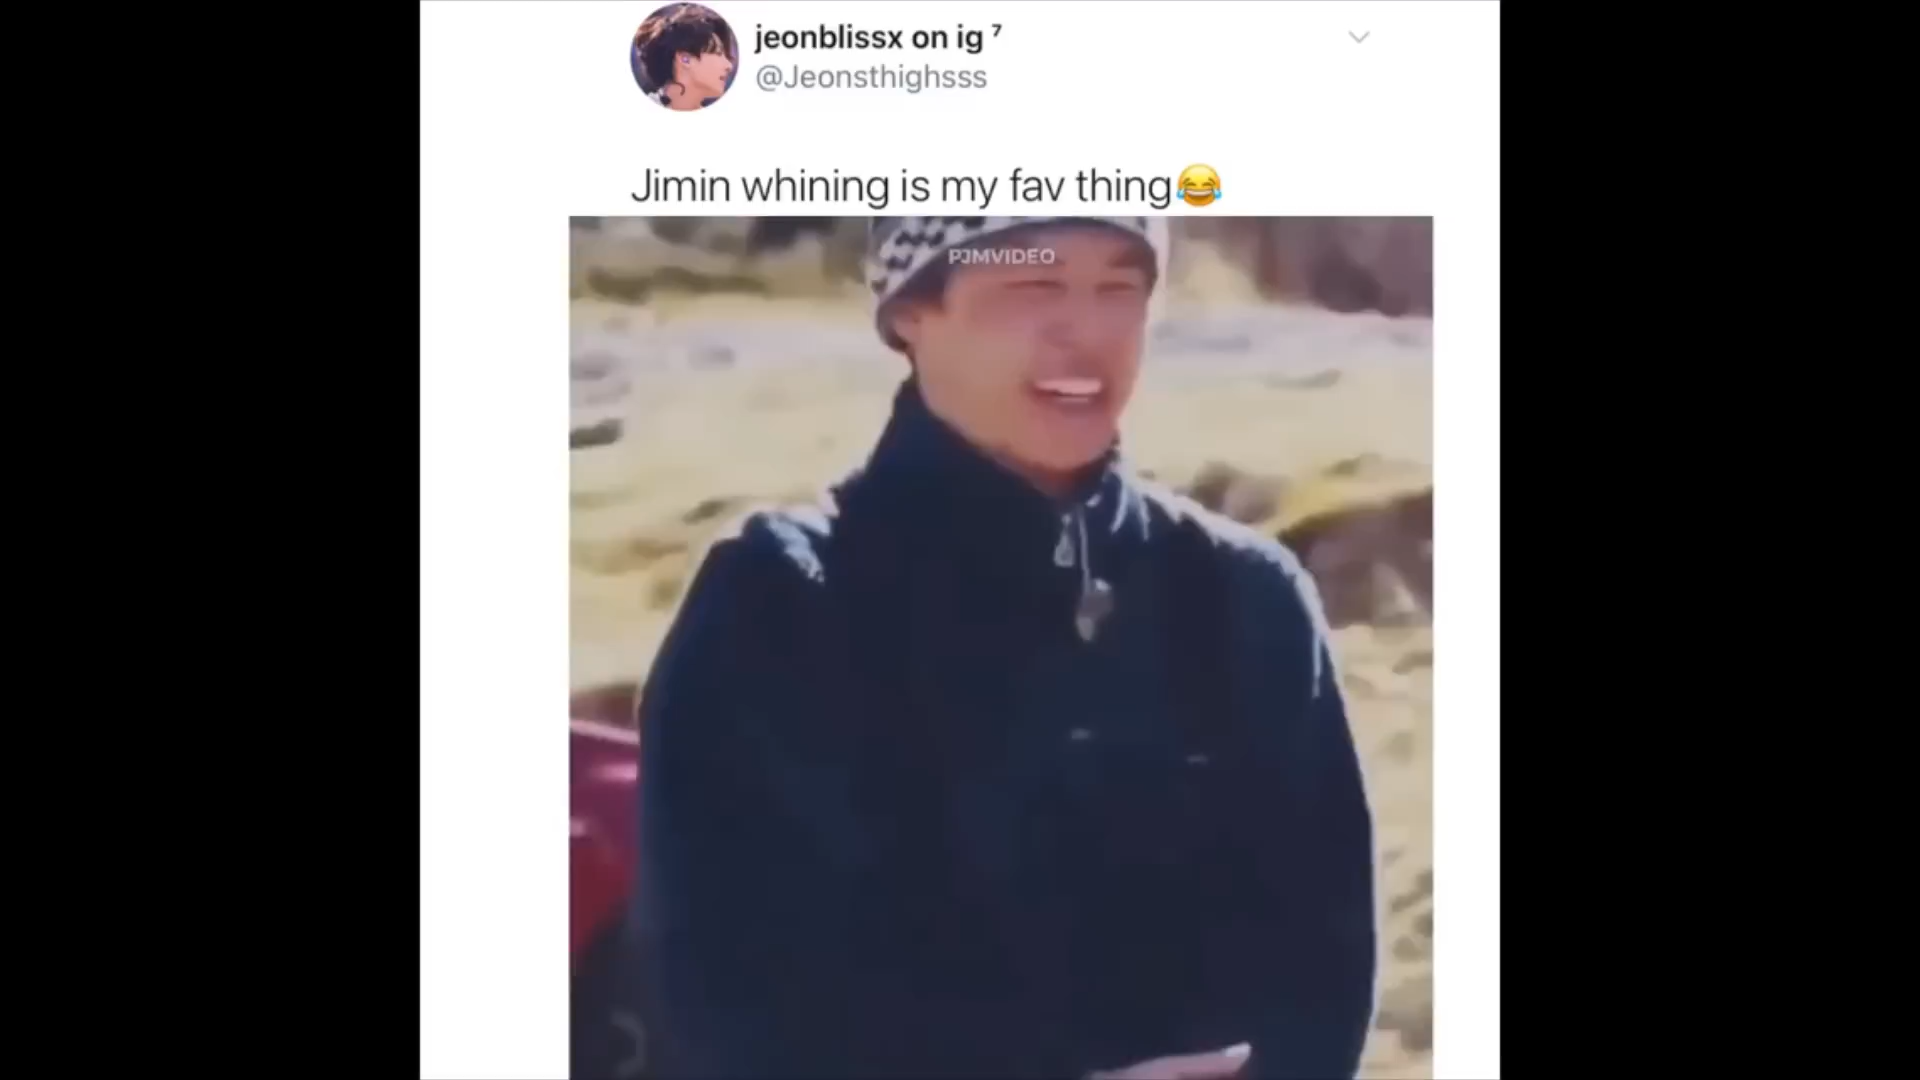 jeonblissx on ig ⁷
@Jeonsthighsss
Jimin whining is my fav thing😂
PJMVIDEO